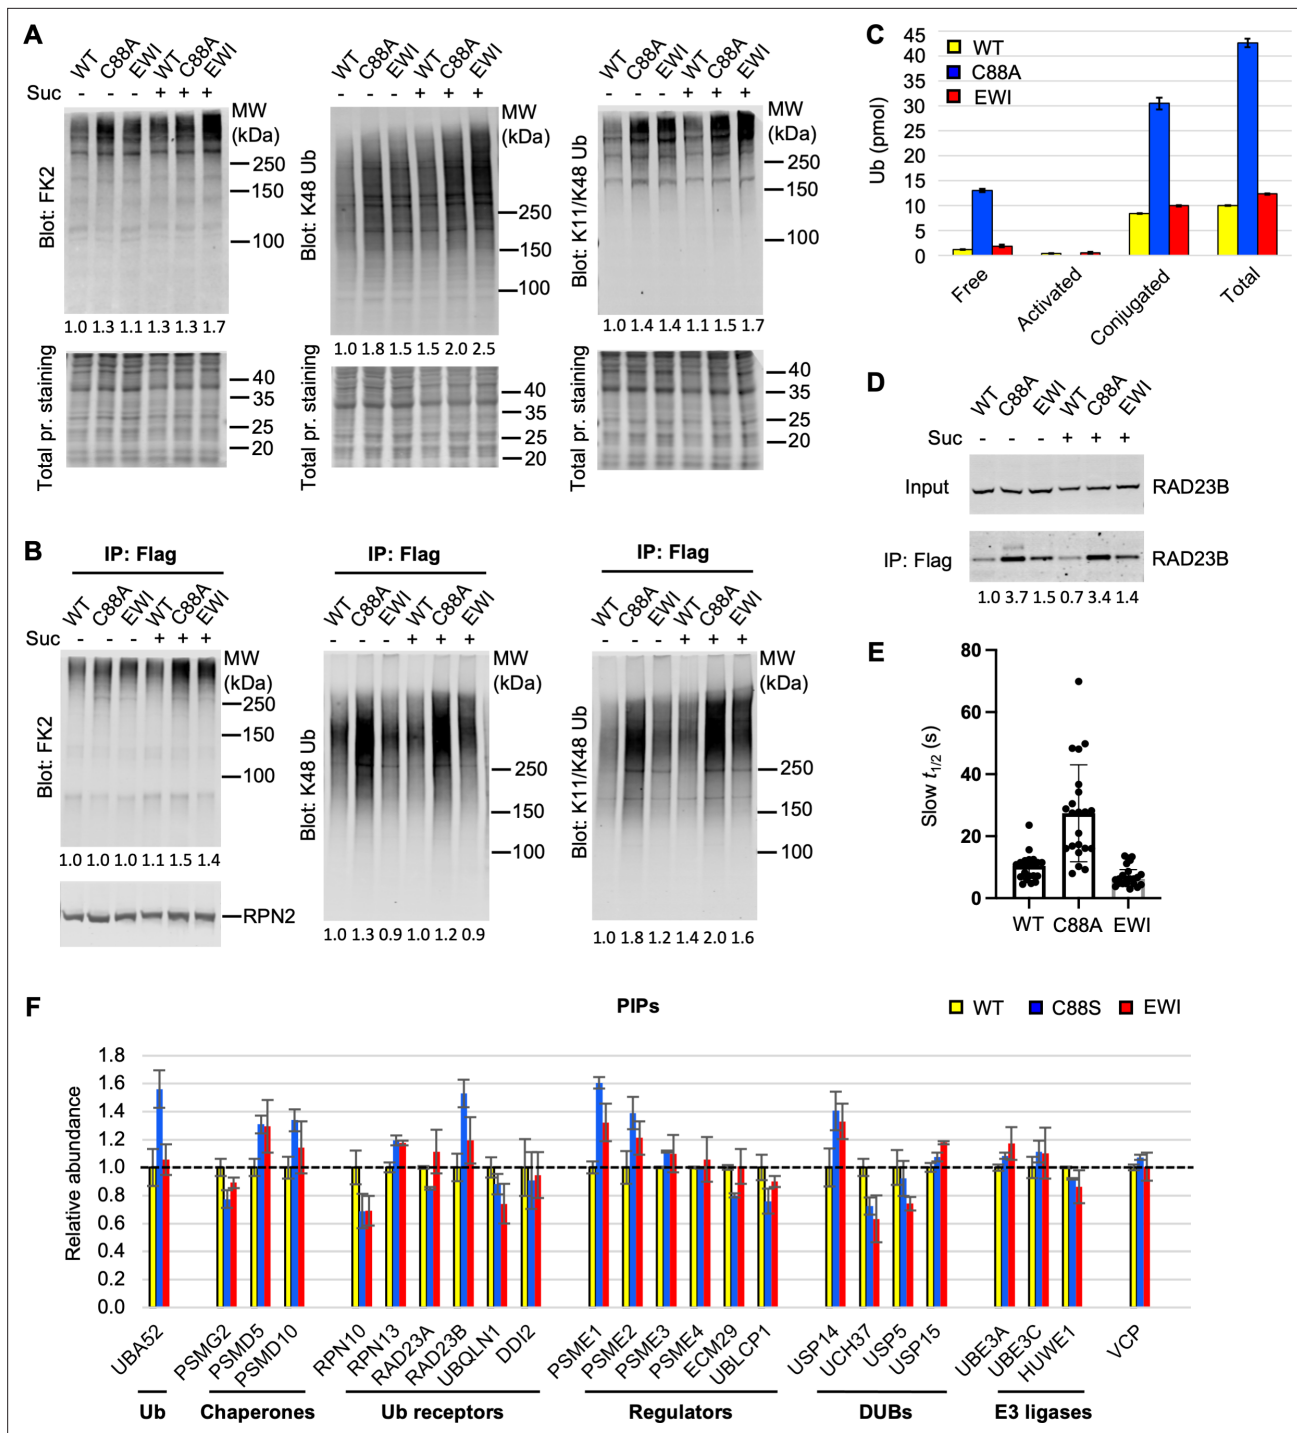 A
WT C88A EWI WT C88A EWI
Suc - - - + + +
MW
(kDa)
250
150
100
Blot: FK2
1.0 1.3 1.1 1.3 1.3 1.7
Total pr. staining
40
35
25
20
WT C88A EWI WT C88A EWI
- - - + + +
MW
(kDa)
250
150
100
Blot: K48 Ub
1.0 1.8 1.5 1.5 2.0 2.5
Total pr. staining
40
35
25
20
WT C88A EWI WT C88A EWI
- - - + + +
MW
(kDa)
250
150
100
Blot: K11/K48 Ub
1.0 1.4 1.4 1.1 1.5 1.7
Total pr. staining
40
35
25
20
B
IP: Flag
WT C88A EWI WT C88A EWI
Suc - - - + + +
MW
(kDa)
250
150
100
Blot: FK2
1.0 1.0 1.0 1.1 1.5 1.4
RPN2
IP: Flag
WT C88A EWI WT C88A EWI
- - - + + +
MW
(kDa)
250
150
100
Blot: K48 Ub
1.0 1.3 0.9 1.0 1.2 0.9
IP: Flag
WT C88A EWI WT C88A EWI
- - - + + +
MW
(kDa)
250
150
100
Blot: K11/K48 Ub
1.0 1.8 1.2 1.4 2.0 1.6
C
WT
C88A
EWI
Ub (pmol)
45
40
35
30
25
20
15
10
5
0
Free Activated Conjugated Total
D
WT C88A EWI WT C88A EWI
Suc - - - + + +
Input RAD23B
IP: Flag RAD23B
1.0 3.7 1.5 0.7 3.4 1.4
E
Slow t1/2 (s)
80
60
40
20
0
WT C88A EWI
F
PIPs
WT C88S EWI
Relative abundance
1.8
1.6
1.4
1.2
1.0
0.8
0.6
0.4
0.2
0.0
UBA52 PSMG2 PSMD5 PSMD10 RPN10 RPN13 RAD23A RAD23B UBQLN1 DDI2 PSME1 PSME2 PSME3 PSME4 ECM29 UBLCP1 USP14 UCH37 USP5 USP15 UBE3A UBE3C HUWE1 VCP
Ub Chaperones Ub receptors Regulators DUBs E3 ligases